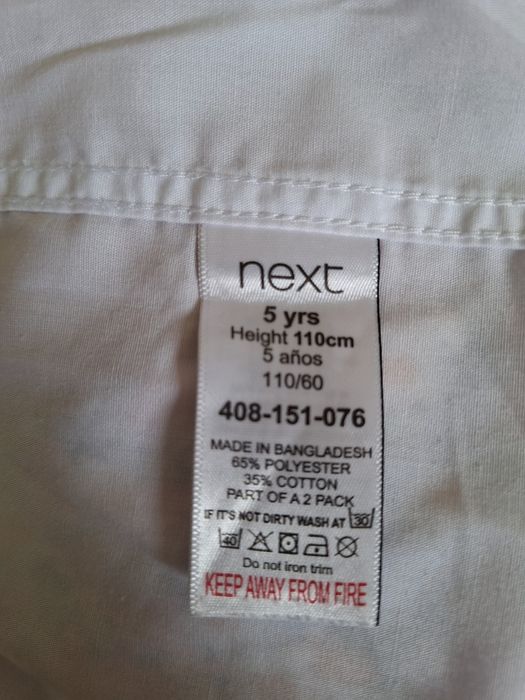 next
5 yrs
Height 110cm
5 años
110/60
408-151-076
MADE IN BANGLADESH
65% POLYESTER
35% COTTON
PART OF A 2 PACK
IF IT'S NOT DIRTY WASH AT 30
40
Do not iron trim
KEEP AWAY FROM FIRE